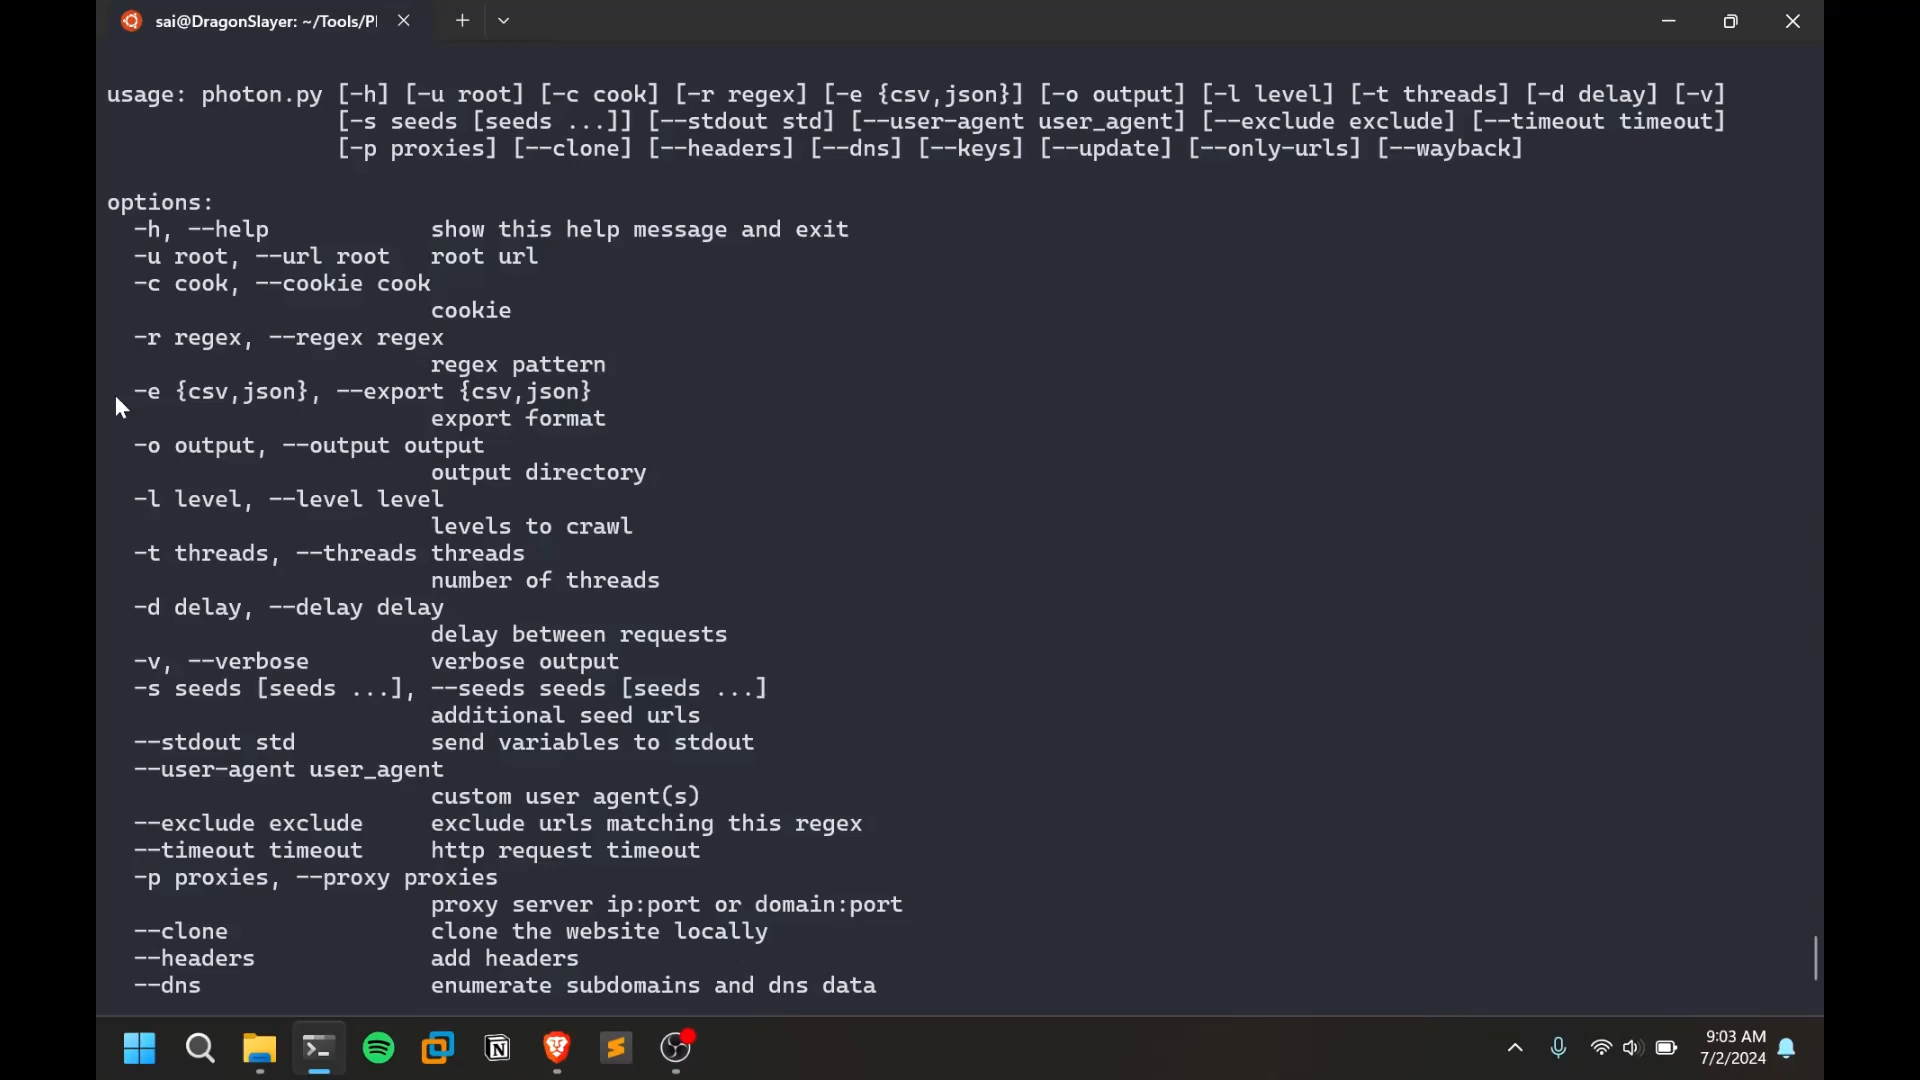 sai@DragonSlayer: ~/Tools/P
usage: photon.py [-h] [-u root] [-c cook] [-r regex] [-e {csv,json}] [-o output] [-l level] [-t threads] [-d delay] [-v]
[-s seeds [seeds ...]] [--stdout std] [--user-agent user_agent] [--exclude exclude] [--timeout timeout]
[-p proxies] [--clone] [--headers] [--dns] [--keys] [--update] [--only-urls] [--wayback]
options:
-h, --help show this help message and exit
-u root, --url root root url
-c cook, --cookie cook
cookie
-r regex, --regex regex
regex pattern
-e {csv,json}, --export {csv,json}
export format
-o output, --output output
output directory
-l level, --level level
levels to crawl
-t threads, --threads threads
number of threads
-d delay, --delay delay
delay between requests
-v, --verbose verbose output
-s seeds [seeds ...], --seeds seeds [seeds ...]
additional seed urls
--stdout std send variables to stdout
--user-agent user_agent
custom user agent(s)
--exclude exclude exclude urls matching this regex
--timeout timeout http request timeout
-p proxies, --proxy proxies
proxy server ip:port or domain:port
--clone clone the website locally
--headers add headers
--dns enumerate subdomains and dns data
9:03 AM
7/2/2024